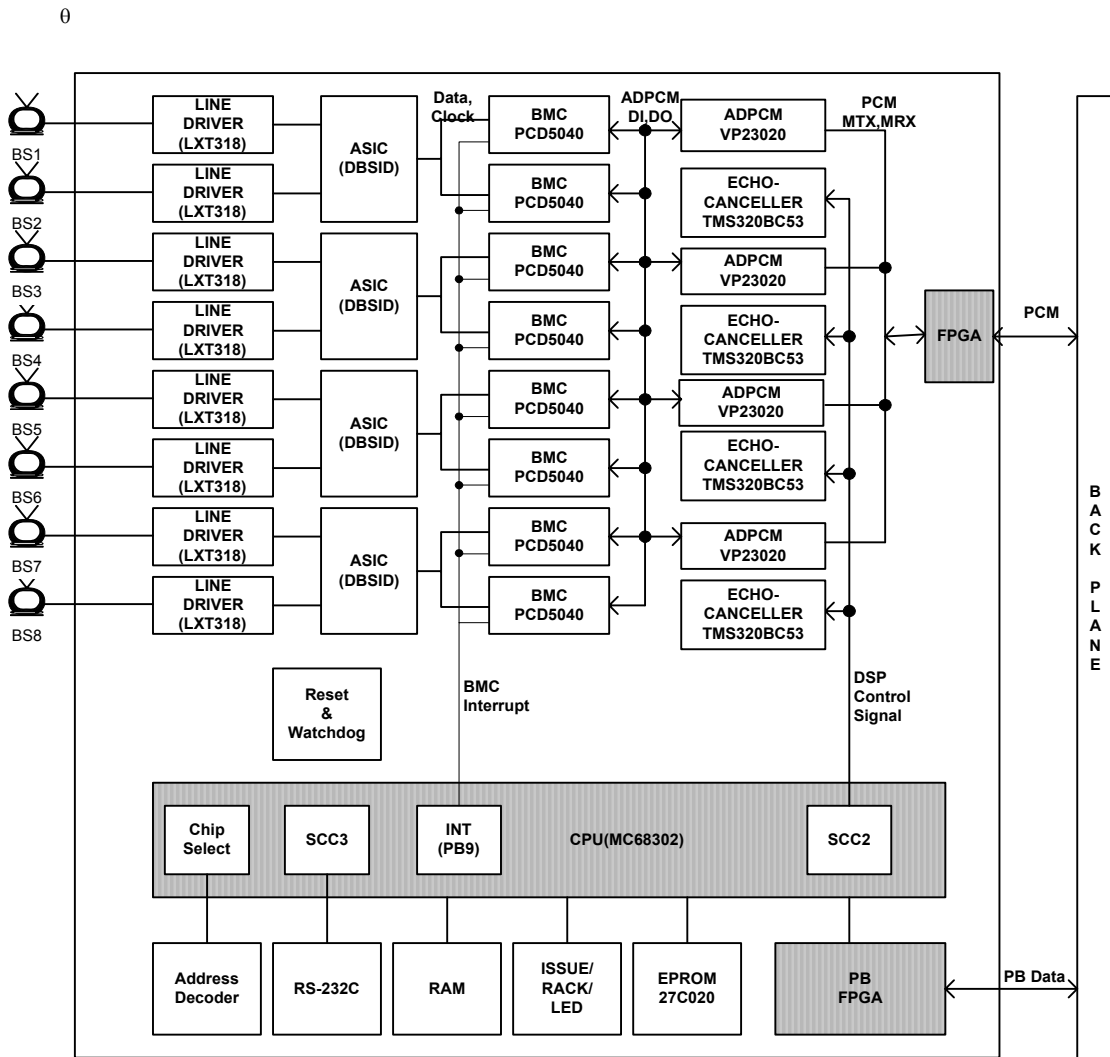 θ
BS1
BS2
BS3
BS4
BS5
BS6
BS7
BS8
LINE
DRIVER
(LXT318)
LINE
DRIVER
(LXT318)
LINE
DRIVER
(LXT318)
LINE
DRIVER
(LXT318)
LINE
DRIVER
(LXT318)
LINE
DRIVER
(LXT318)
LINE
DRIVER
(LXT318)
LINE
DRIVER
(LXT318)
ASIC
(DBSID)
ASIC
(DBSID)
ASIC
(DBSID)
ASIC
(DBSID)
Data,
Clock
BMC
PCD5040
BMC
PCD5040
BMC
PCD5040
BMC
PCD5040
BMC
PCD5040
BMC
PCD5040
BMC
PCD5040
BMC
PCD5040
ADPCM
DI,DO
ADPCM
VP23020
ECHO-
CANCELLER
TMS320BC53
ADPCM
VP23020
ECHO-
CANCELLER
TMS320BC53
ADPCM
VP23020
ECHO-
CANCELLER
TMS320BC53
ADPCM
VP23020
ECHO-
CANCELLER
TMS320BC53
PCM
MTX,MRX
FPGA
PCM
BACK PLANE
Reset
&
Watchdog
BMC
Interrupt
DSP
Control
Signal
Chip
Select
SCC3
INT
(PB9)
CPU(MC68302)
SCC2
Address
Decoder
RS-232C
RAM
ISSUE/
RACK/
LED
EPROM
27C020
PB
FPGA
PB Data